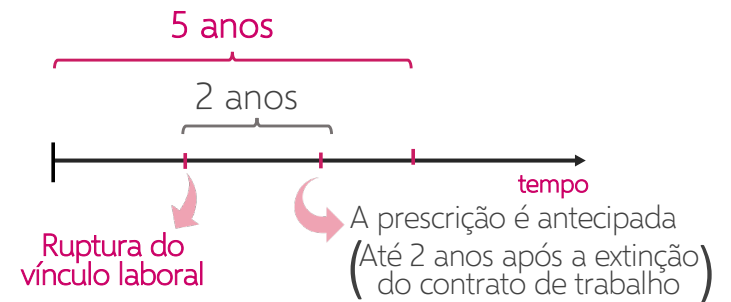 5 anos
2 anos
tempo
Ruptura do
vínculo laboral
A prescrição é antecipada
(Até 2 anos após a extinção
do contrato de trabalho)